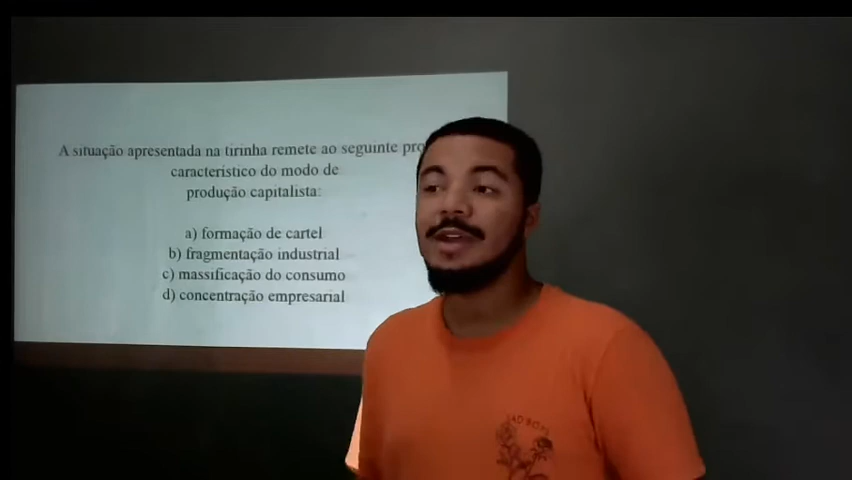 A situação apresentada na tirinha remete ao seguinte
característico do modo de
produção capitalista:
a) formação de cartel
b) fragmentação industrial
c) massificação do consumo
d) concentração empresarial